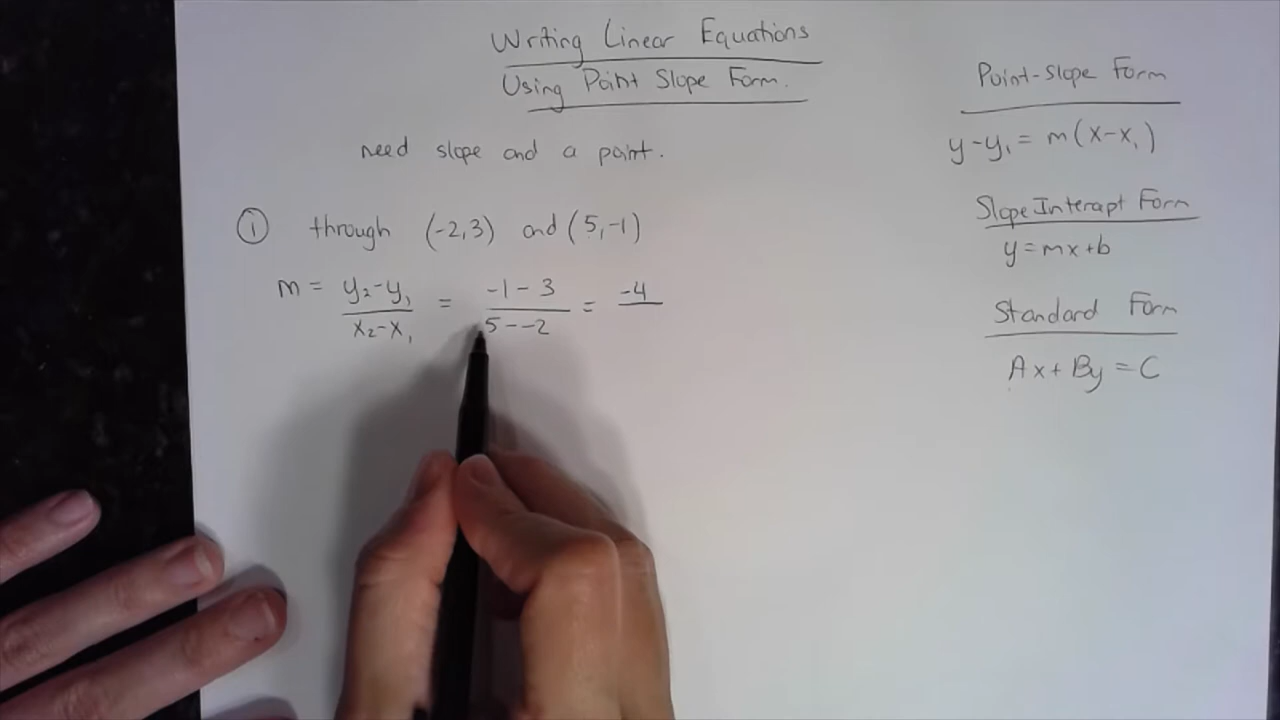 Writing Linear Equations
Using Point Slope Form.
need slope and a point.
① through (-2,3) and (5,-1)
m = y₂-y₁ / x₂-x₁ = -1-3 / 5--2 = -4 /
Point-Slope Form
y-y₁ = m(x-x₁)
Slope Interapt Form
y = mx+b
Standard Form
Ax+By=C